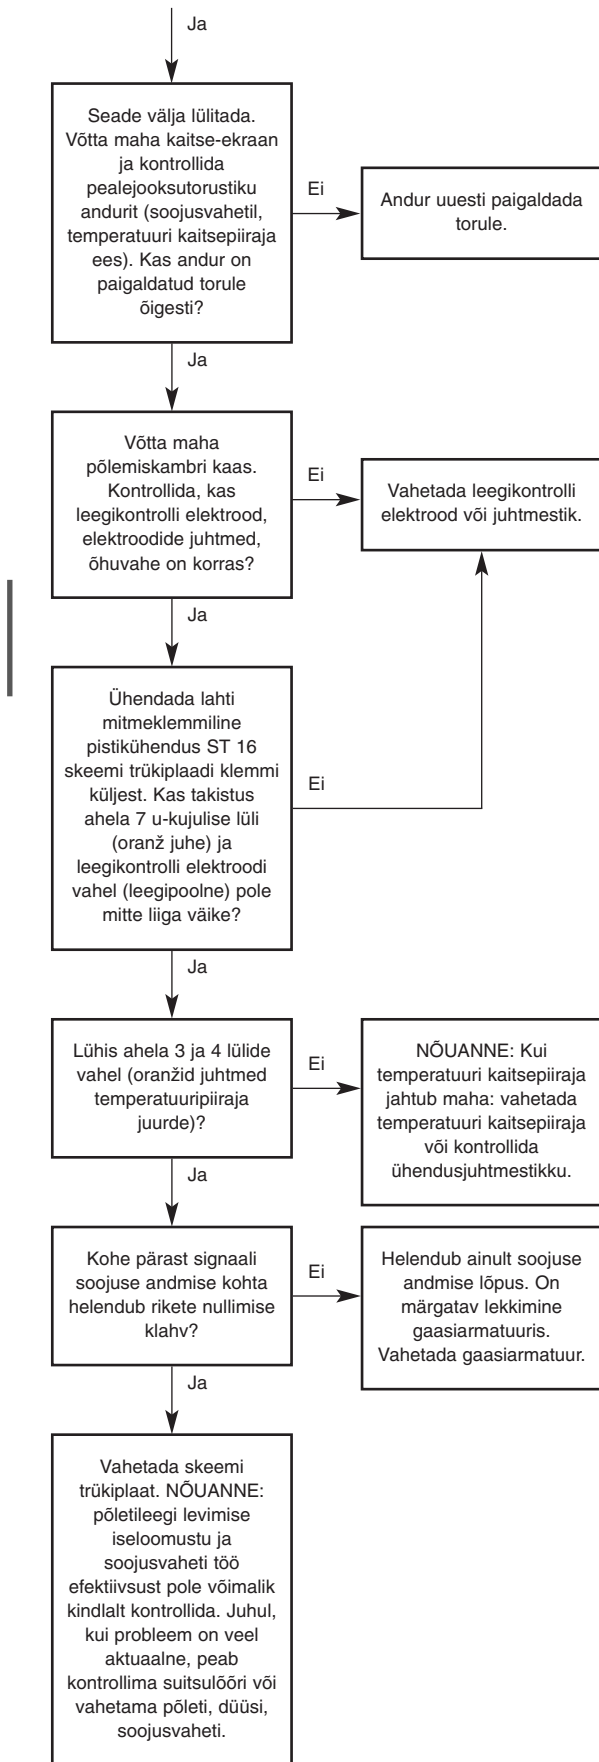 Ja
Seade välja lülitada.
Võtta maha kaitse-ekraan
ja kontrollida
pealejooksutorustiku
andurit (soojusvahetil,
temperatuuri kaitsepiiraja
ees). Kas andur on
paigaldatud torule
õigesti?
Ei
Andur uuesti paigaldada
torule.
Ja
Võtta maha
põlemiskambri kaas.
Kontrollida, kas
leegikontrolli elektrood,
elektroodide juhtmed,
õhuvahe on korras?
Ei
Vahetada leegikontrolli
elektrood või juhtmestik.
Ja
Ühendada lahti
mitmeklemmiline
pistikühendus ST 16
skeemi trükiplaadi klemmi
küljest. Kas takistus
ahela 7 u-kujulise lüli
(oranž juhe) ja
leegikontrolli elektroodi
vahel (leegipoolne) pole
mitte liiga väike?
Ei
Ja
Lühis ahela 3 ja 4 lülide
vahel (oranžid juhtmed
temperatuuripiiraja
juurde)?
Ei
NÕUANNE: Kui
temperatuuri kaitsepiiraja
jahtub maha: vahetada
temperatuuri kaitsepiiraja
või kontrollida
ühendusjuhtmestikku.
Ja
Kohe pärast signaali
soojuse andmise kohta
helendub rikete nullimise
klahv?
Ei
Helendub ainult soojuse
andmise lõpus. On
märgatav lekkimine
gaasiarmatuuris.
Vahetada gaasiarmatuur.
Ja
Vahetada skeemi
trükiplaat. NÕUANNE:
põletileegi levimise
iseloomustu ja
soojusvaheti töö
efektiivsust pole võimalik
kindlalt kontrollida. Juhul,
kui probleem on veel
aktuaalne, peab
kontrollima suitsulõõri või
vahetama põleti, düüsi,
soojusvaheti.